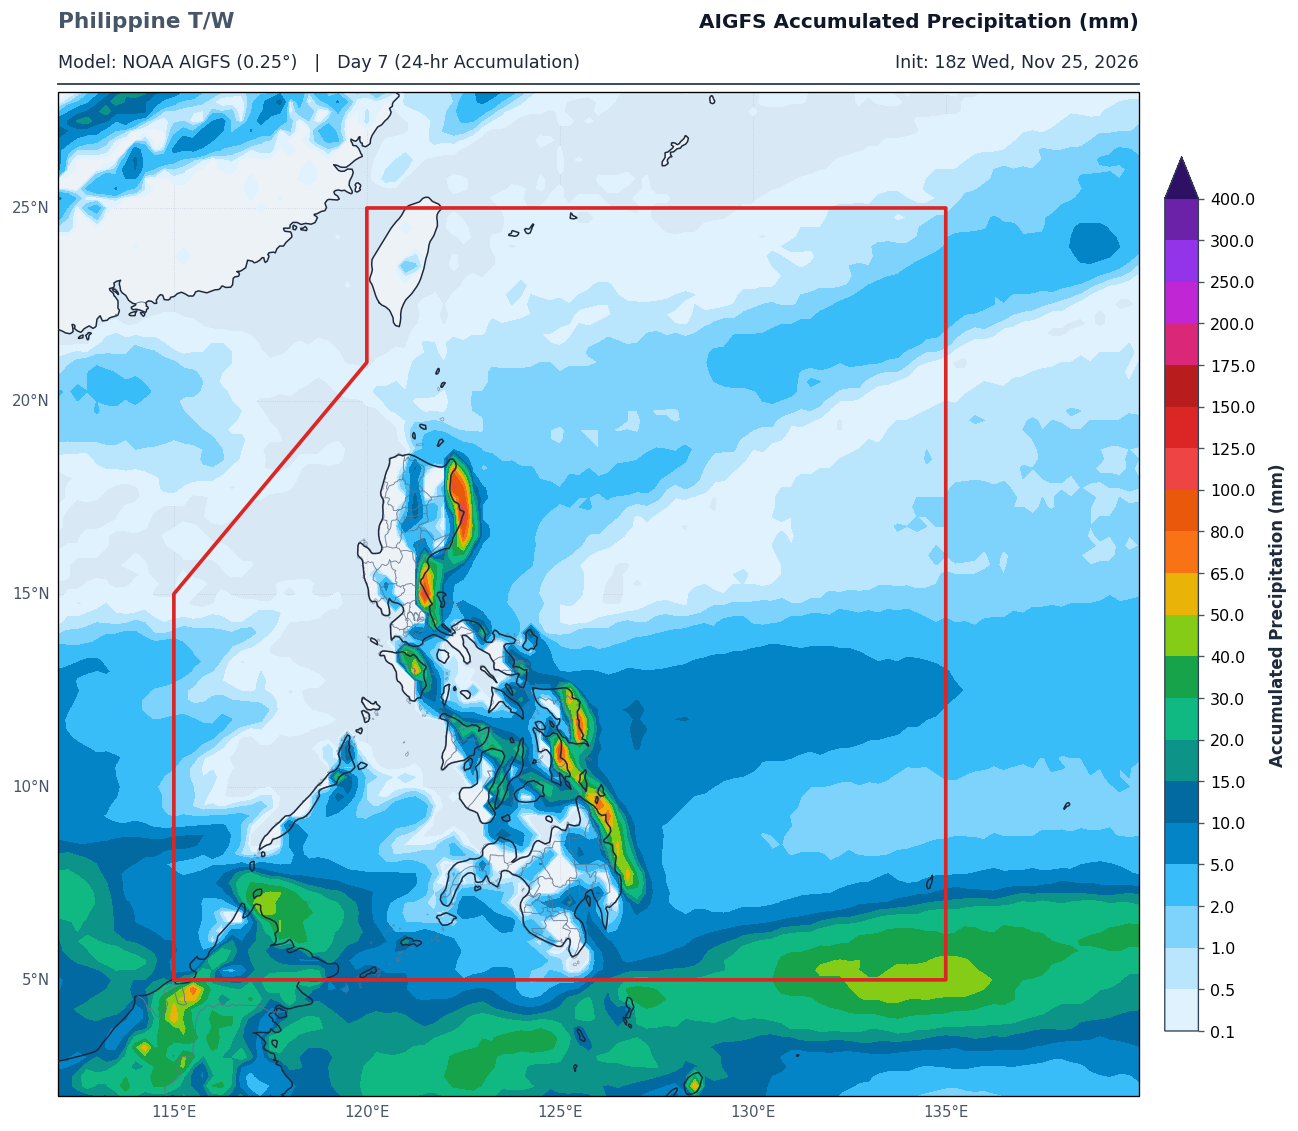 Philippine T/W
AIGFS Accumulated Precipitation (mm)
Model: NOAA AIGFS (0.25°) | Day 7 (24-hr Accumulation)
Init: 18z Wed, Nov 25, 2026
25°N
20°N
15°N
10°N
5°N
115°E
120°E
125°E
130°E
135°E
400.0
300.0
250.0
200.0
175.0
150.0
125.0
100.0
80.0
65.0
50.0
40.0
30.0
20.0
15.0
10.0
5.0
2.0
1.0
0.5
0.1
Accumulated Precipitation (mm)